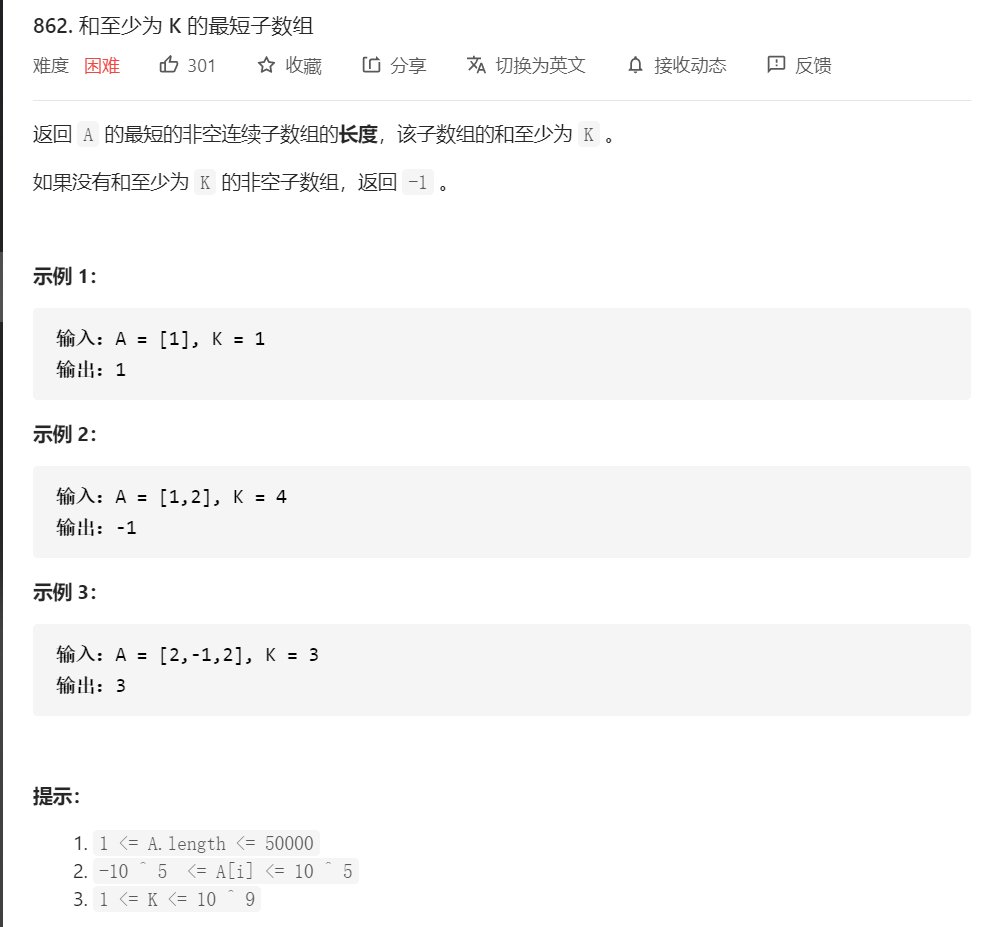 862. 和至少为 K 的最短子数组
难度 困难 301 收藏 分享 切换为英文 接收动态 反馈
返回 A 的最短的非空连续子数组的长度，该子数组的和至少为 K 。
如果没有和至少为 K 的非空子数组，返回 -1 。
示例 1：
输入：A = [1], K = 1
输出：1
示例 2：
输入：A = [1,2], K = 4
输出：-1
示例 3：
输入：A = [2,-1,2], K = 3
输出：3
提示：
1. 1 <= A.length <= 50000
2. -10 ^ 5  <= A[i] <= 10 ^ 5
3. 1 <= K <= 10 ^ 9